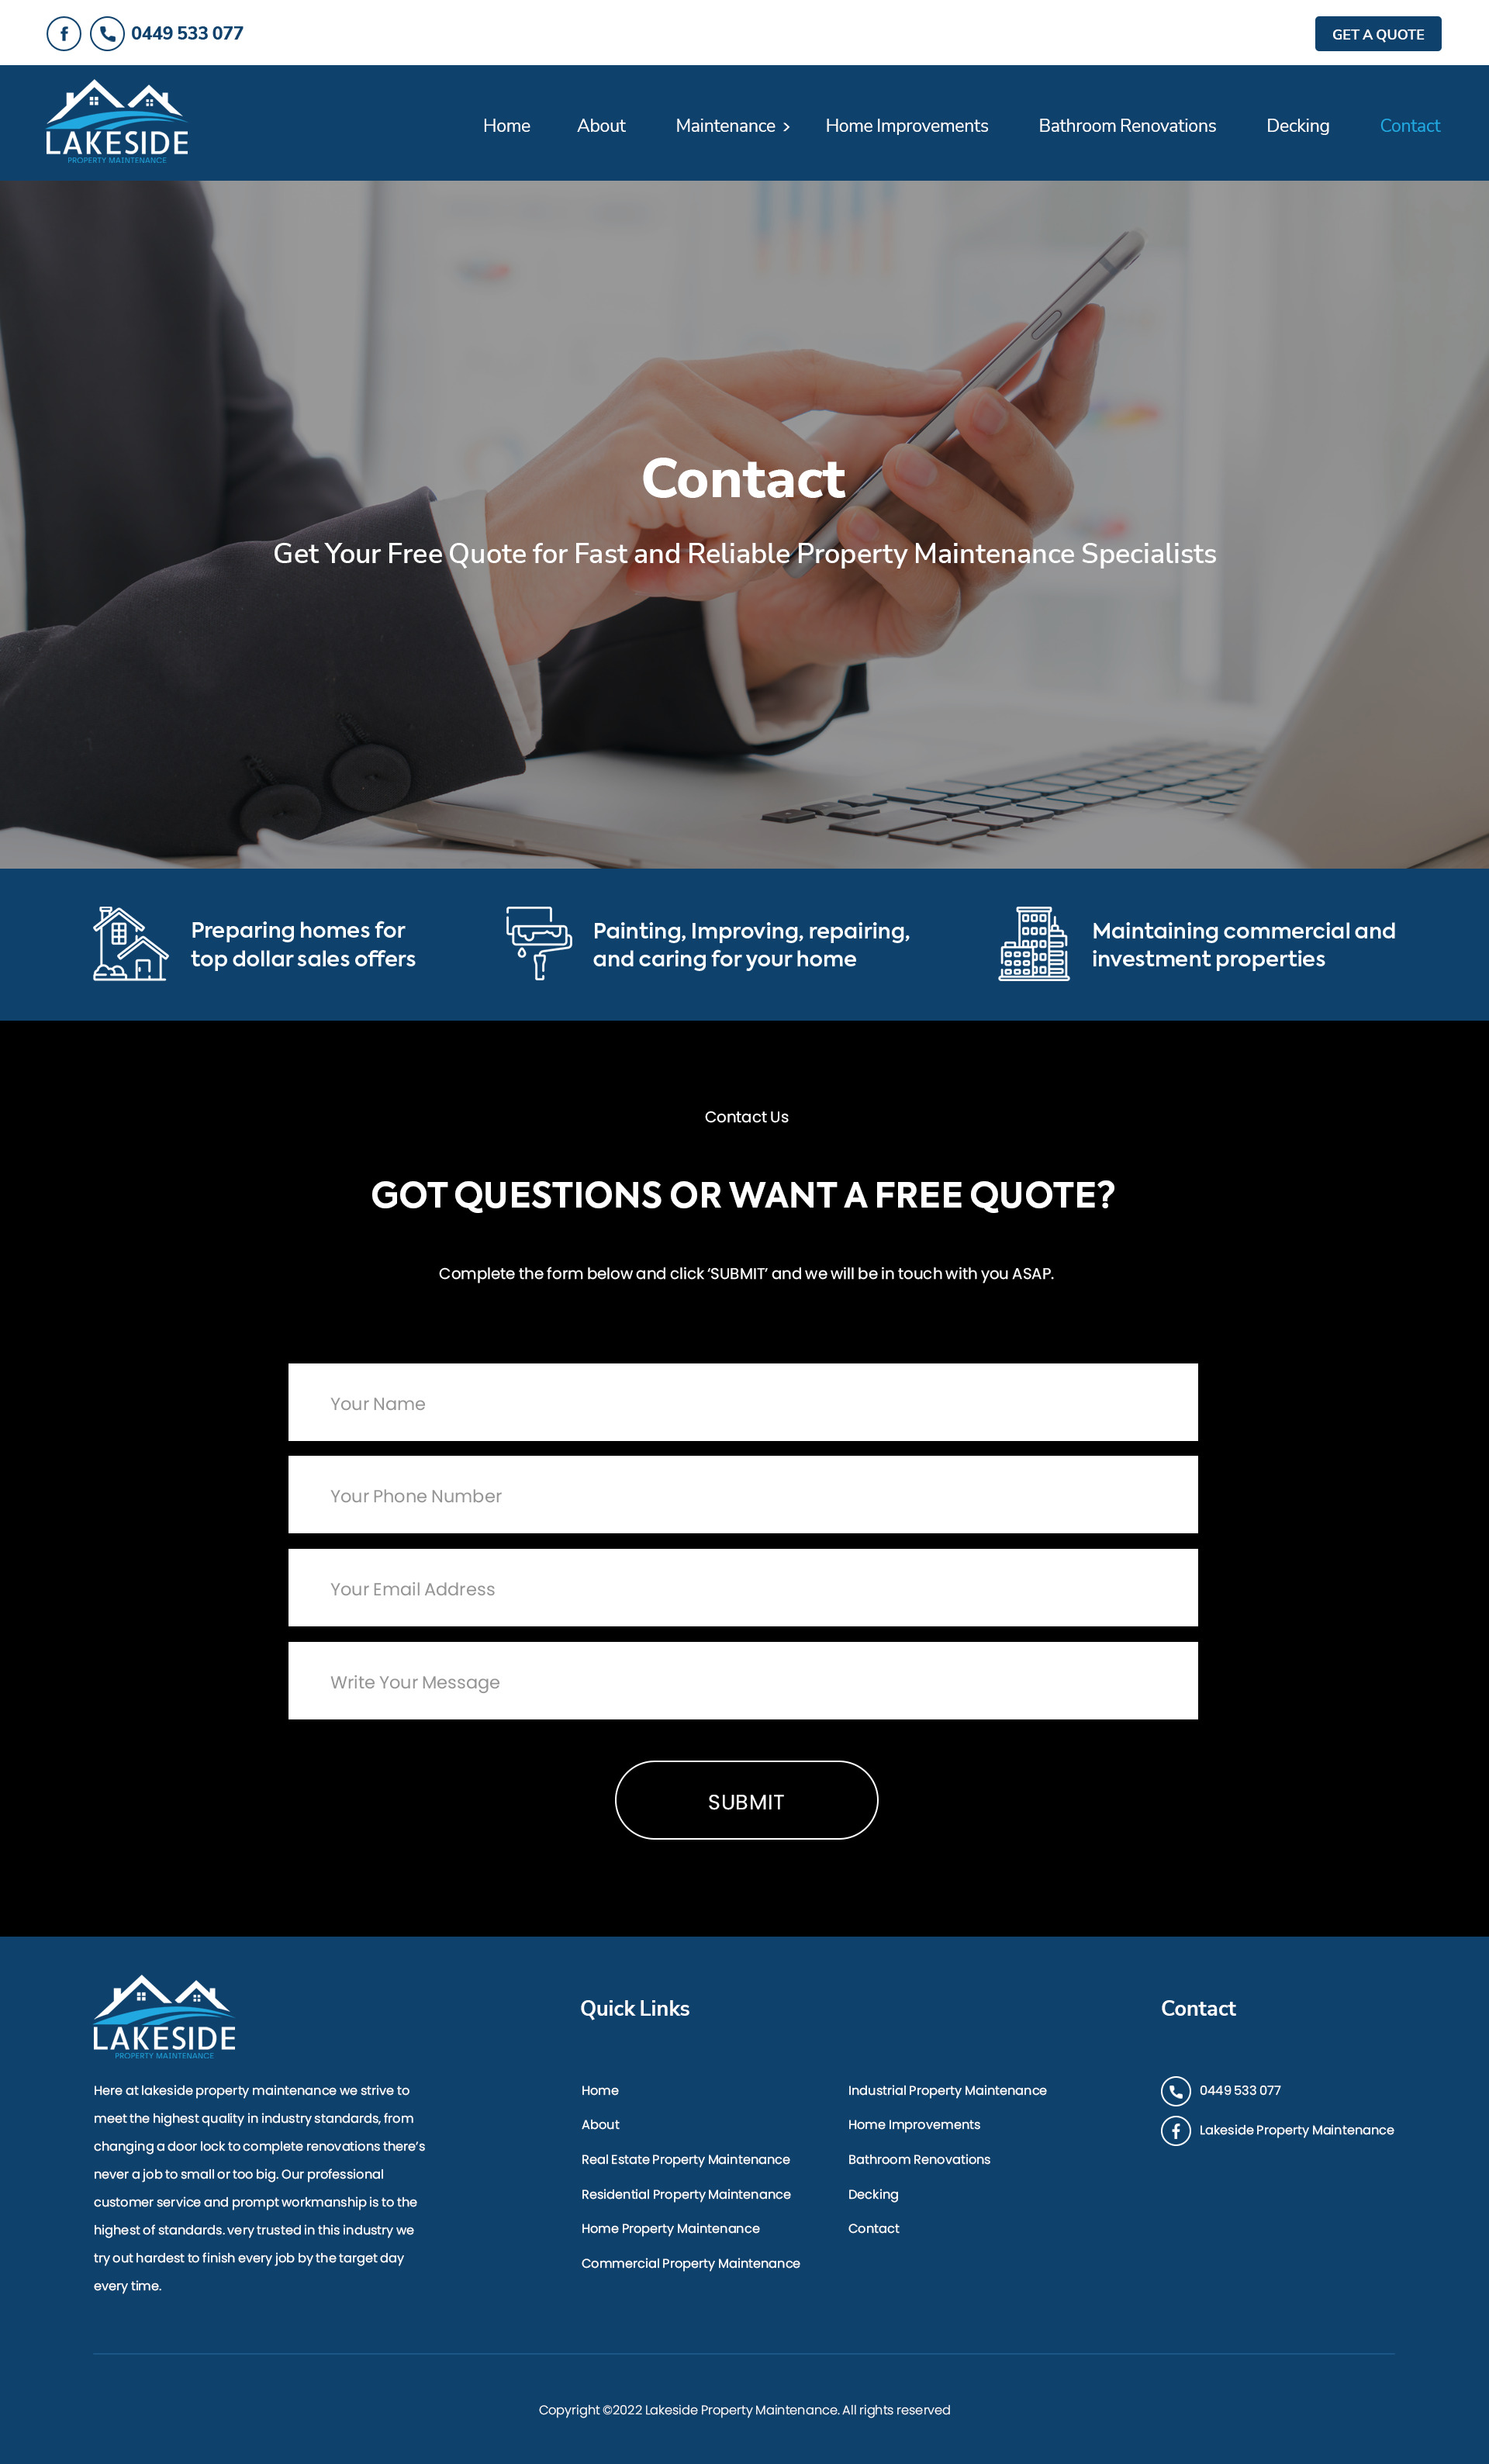 f 0449 533 077
GET A QUOTE
LAKESIDE
PROPERTY MAINTENANCE
Home About Maintenance > Home Improvements Bathroom Renovations Decking Contact
Contact
Get Your Free Quote for Fast and Reliable Property Maintenance Specialists
Preparing homes for
top dollar sales offers
Painting, Improving, repairing,
and caring for your home
Maintaining commercial and
investment properties
Contact Us
GOT QUESTIONS OR WANT A FREE QUOTE?
Complete the form below and click ‘SUBMIT’ and we will be in touch with you ASAP.
Your Name
Your Phone Number
Your Email Address
Write Your Message
SUBMIT
LAKESIDE
PROPERTY MAINTENANCE
Here at lakeside property maintenance we strive to
meet the highest quality in industry standards, from
changing a door lock to complete renovations there’s
never a job to small or too big. Our professional
customer service and prompt workmanship is to the
highest of standards. very trusted in this industry we
try out hardest to finish every job by the target day
every time.
Quick Links
Home
About
Real Estate Property Maintenance
Residential Property Maintenance
Home Property Maintenance
Commercial Property Maintenance
Industrial Property Maintenance
Home Improvements
Bathroom Renovations
Decking
Contact
Contact
0449 533 077
f Lakeside Property Maintenance
Copyright ©2022 Lakeside Property Maintenance. All rights reserved